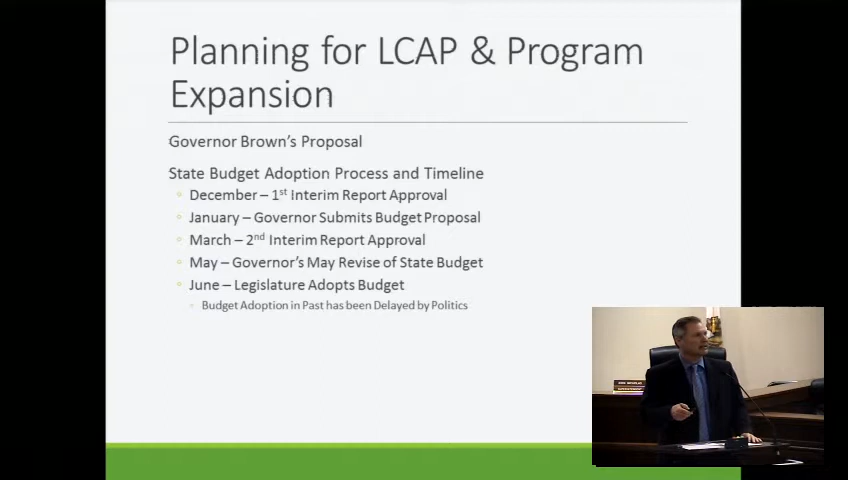 Planning for LCAP & Program
Expansion
Governor Brown's Proposal
State Budget Adoption Process and Timeline
December – 1st Interim Report Approval
January – Governor Submits Budget Proposal
March – 2nd Interim Report Approval
May – Governor's May Revise of State Budget
June – Legislature Adopts Budget
Budget Adoption in Past has been Delayed by Politics